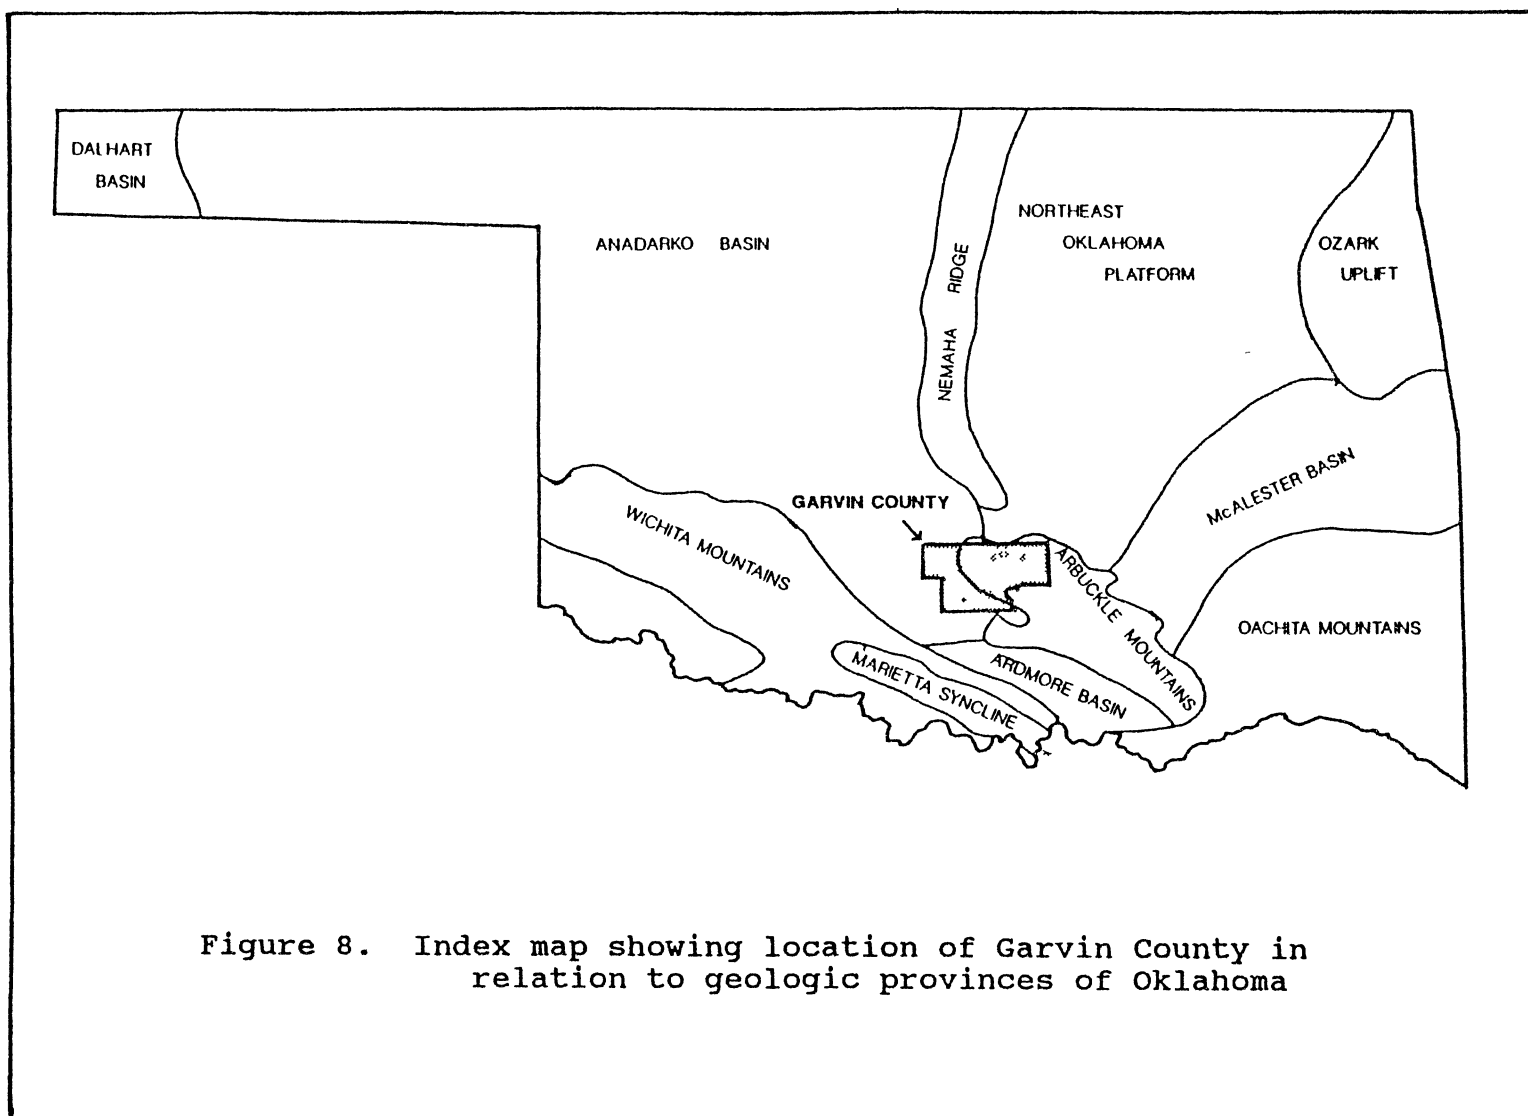 DALHART
BASIN
ANADARKO BASIN
NEMAHA RIDGE
NORTHEAST
OKLAHOMA
PLATFORM
OZARK
UPLIFT
McALESTER BASIN
GARVIN COUNTY
WICHITA MOUNTAINS
ARBUCKLE MOUNTAINS
OACHITA MOUNTAINS
ARDMORE BASIN
MARIETTA SYNCLINE
Figure 8. Index map showing location of Garvin County in
relation to geologic provinces of Oklahoma